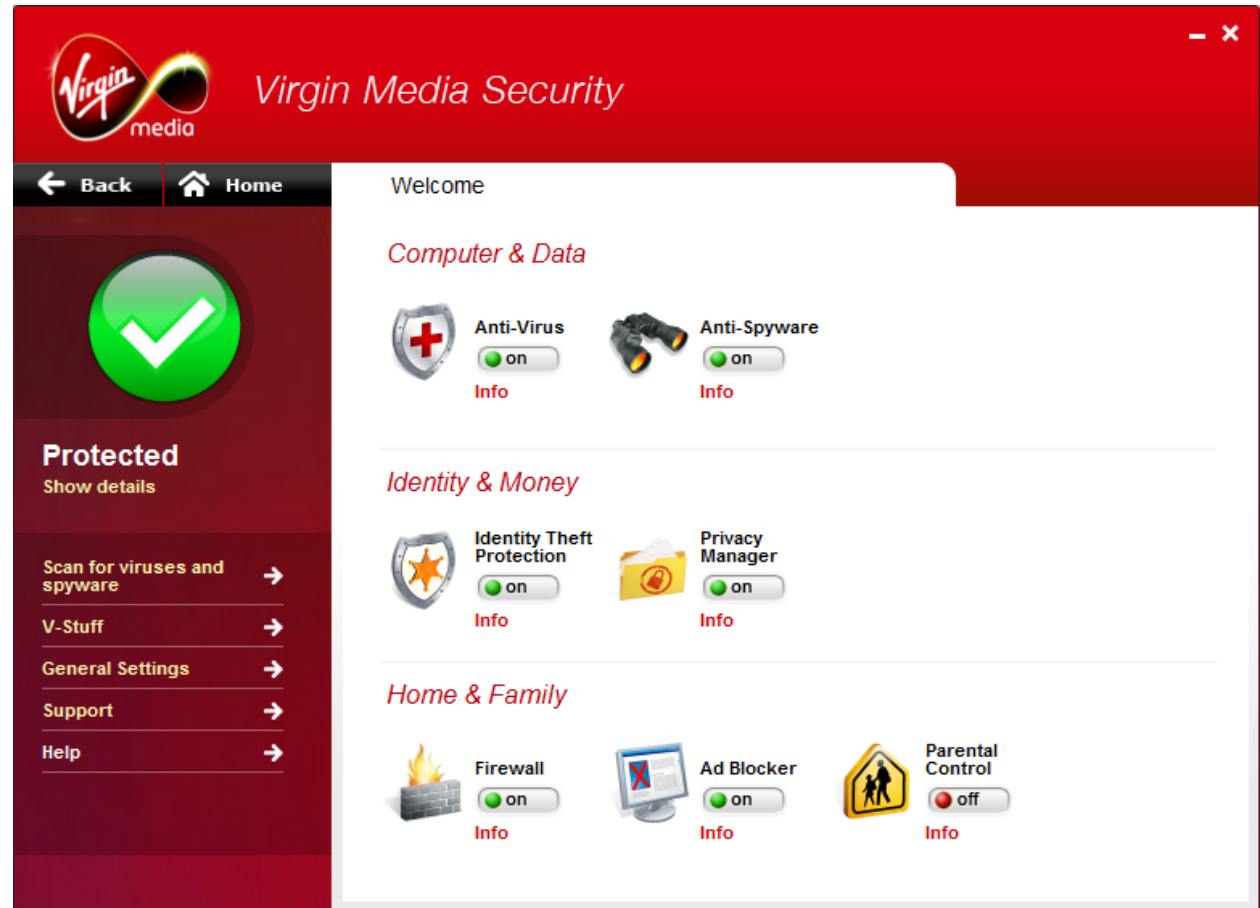 Virgin
media
Virgin Media Security
Back
Home
Welcome
Protected
Show details
Scan for viruses and
spyware
V-Stuff
General Settings
Support
Help
Computer & Data
Anti-Virus
on
Info
Anti-Spyware
on
Info
Identity & Money
Identity Theft
Protection
on
Info
Privacy
Manager
on
Info
Home & Family
Firewall
on
Info
Ad Blocker
on
Info
Parental
Control
off
Info